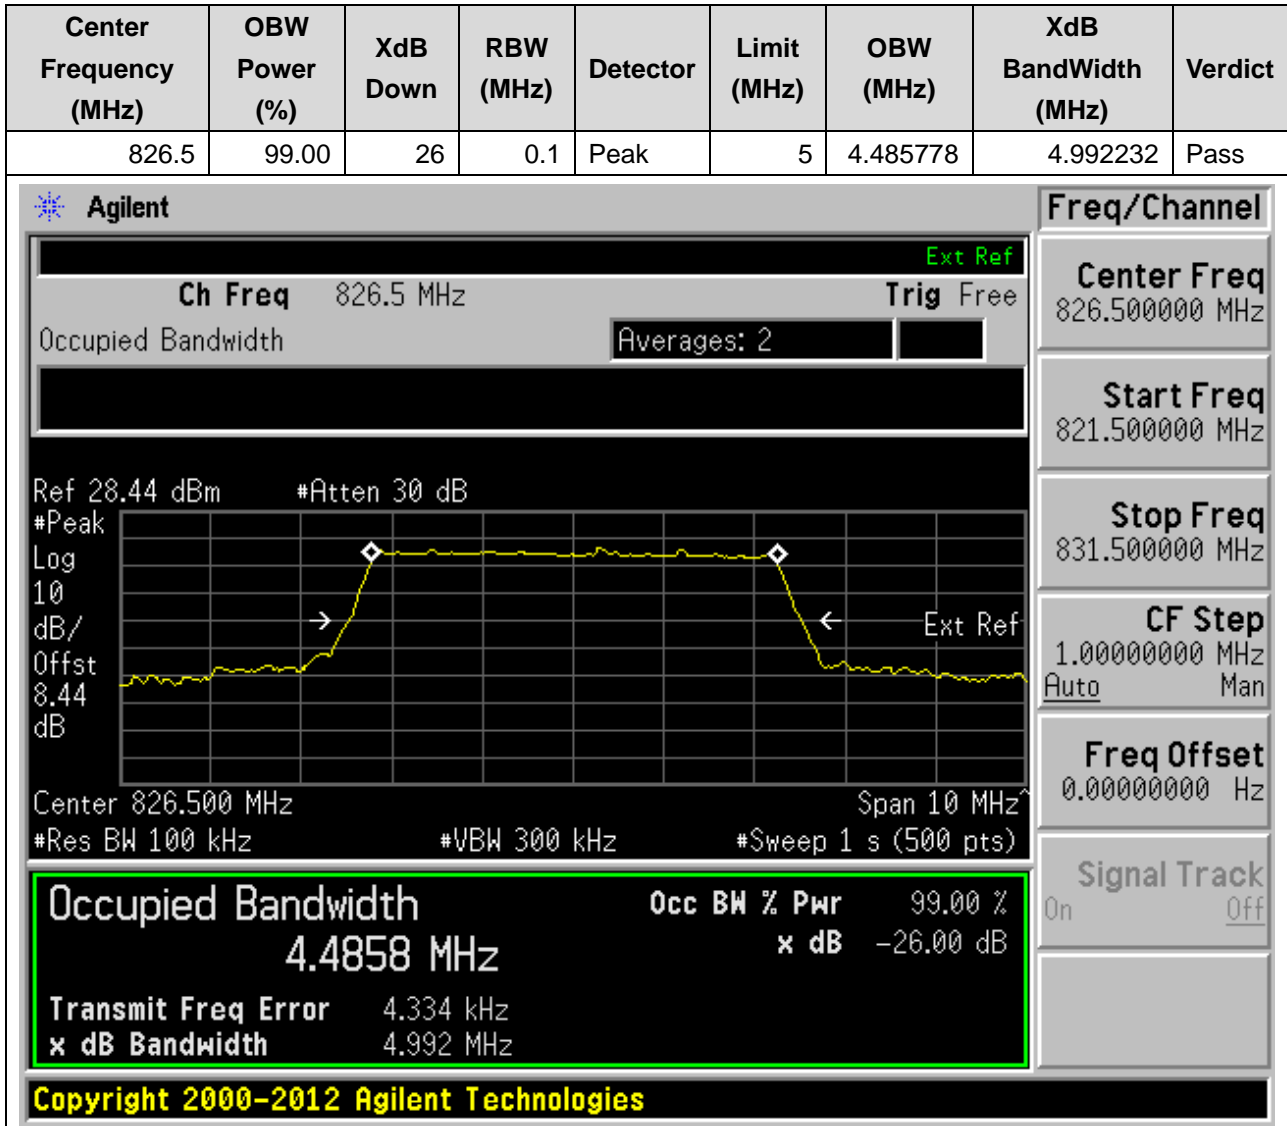 Center Frequency (MHz) OBW Power (%) XdB Down RBW (MHz) Detector Limit (MHz) OBW (MHz) XdB BandWidth (MHz) Verdict
826.5 99.00 26 0.1 Peak 5 4.485778 4.992232 Pass
Agilent Freq/Channel
Ext Ref
Ch Freq 826.5 MHz Trig Free
Occupied Bandwidth Averages: 2
Center Freq
826.500000 MHz
Start Freq
821.500000 MHz
Stop Freq
831.500000 MHz
CF Step
1.00000000 MHz
Auto Man
Freq Offset
0.00000000 Hz
Signal Track
On Off
Ref 28.44 dBm #Atten 30 dB
#Peak
Log
10
dB/
Offst
8.44
dB
Ext Ref
Center 826.500 MHz Span 10 MHz^
#Res BW 100 kHz #VBW 300 kHz #Sweep 1 s (500 pts)
Occupied Bandwidth
4.4858 MHz
Occ BW % Pwr 99.00 %
x dB -26.00 dB
Transmit Freq Error 4.334 kHz
x dB Bandwidth 4.992 MHz
Copyright 2000-2012 Agilent Technologies